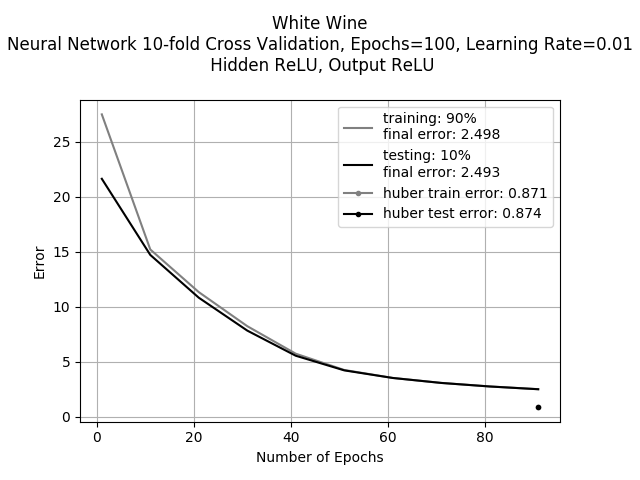 White Wine
Neural Network 10-fold Cross Validation, Epochs=100, Learning Rate=0.01
Hidden ReLU, Output ReLU
training: 90%
final error: 2.498
testing: 10%
final error: 2.493
huber train error: 0.871
huber test error: 0.874
25
20
15
10
5
0
Error
0 20 40 60 80
Number of Epochs